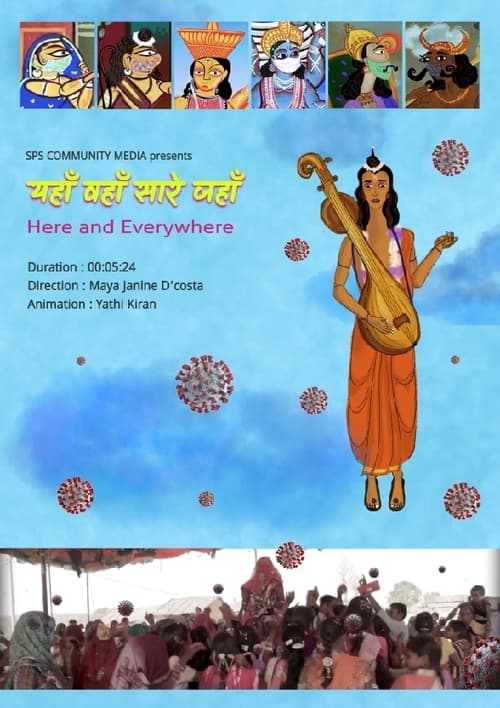 SPS COMMUNITY MEDIA presents
यहाँ वहाँ सारे जहाँ
Here and Everywhere
Duration : 00:05:24
Direction : Maya Janine D'costa
Animation : Yathi Kiran